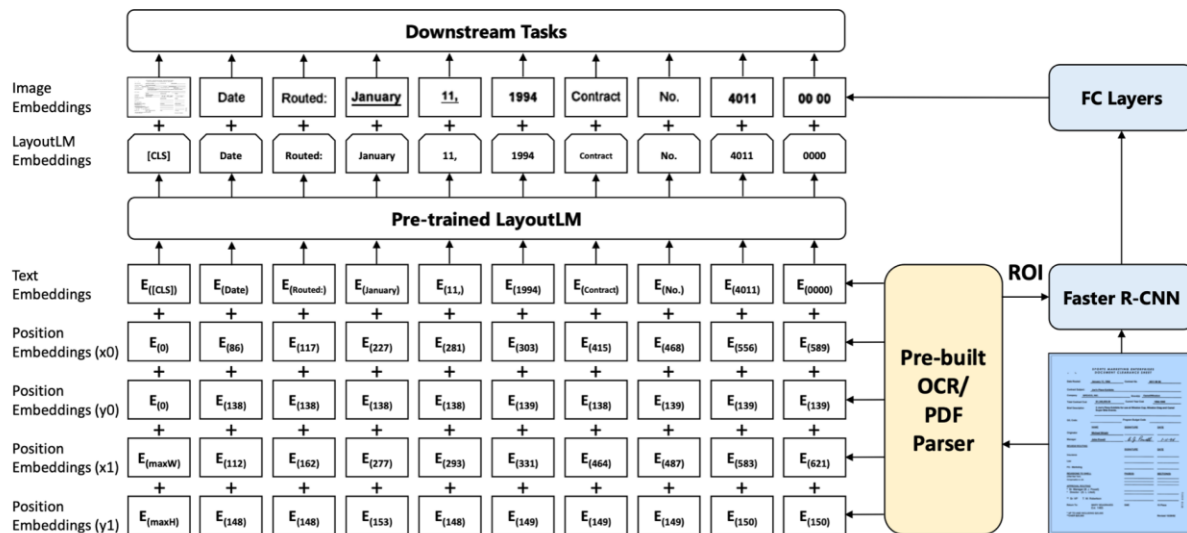 Downstream Tasks
Image Embeddings Date Routed: January 11, 1994 Contract No. 4011 00 00
FC Layers
+ + + + + + + + + +
LayoutLM Embeddings [CLS] Date Routed: January 11, 1994 Contract No. 4011 0000
Pre-trained LayoutLM
Text Embeddings E([CLS]) E(Date) E(Routed:) E(January) E(11,) E(1994) E(Contract) E(No.) E(4011) E(0000)
ROI
Faster R-CNN
+ + + + + + + + + +
Position Embeddings (x0) E(0) E(86) E(117) E(227) E(281) E(303) E(415) E(468) E(556) E(589)
+ + + + + + + + + +
Position Embeddings (y0) E(0) E(138) E(138) E(138) E(138) E(139) E(138) E(139) E(139) E(139)
+ + + + + + + + + +
Position Embeddings (x1) E(maxW) E(112) E(162) E(277) E(293) E(331) E(464) E(487) E(583) E(621)
+ + + + + + + + + +
Position Embeddings (y1) E(maxH) E(148) E(148) E(153) E(148) E(149) E(149) E(149) E(150) E(150)
Pre-built
OCR/
PDF
Parser
DOCUMENT CLEARANCE SHEET